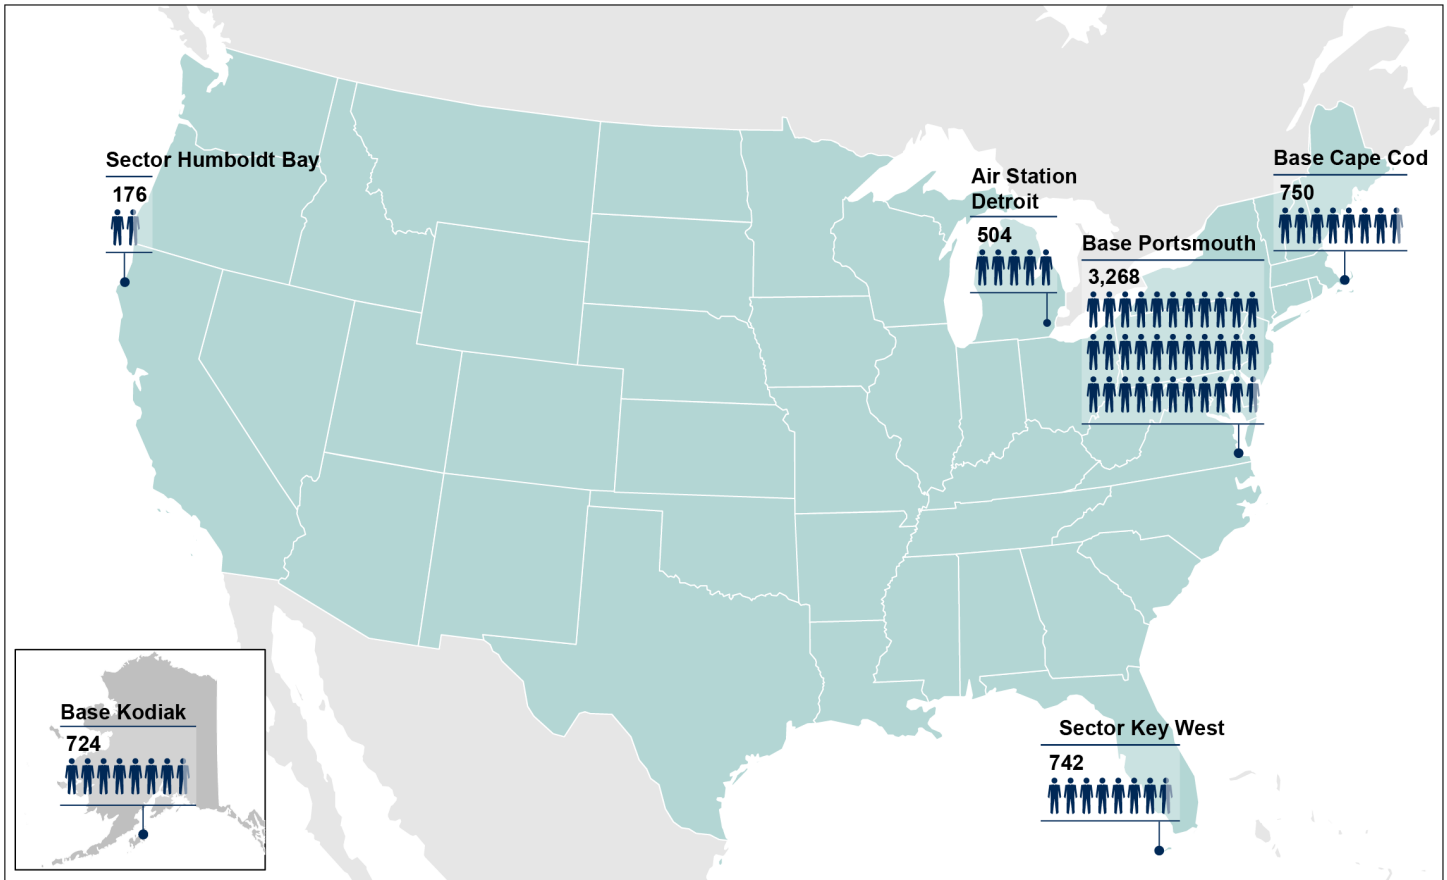 Sector Humboldt Bay
176
Air Station
Detroit
504
Base Portsmouth
3,268
Base Cape Cod
750
Base Kodiak
724
Sector Key West
742